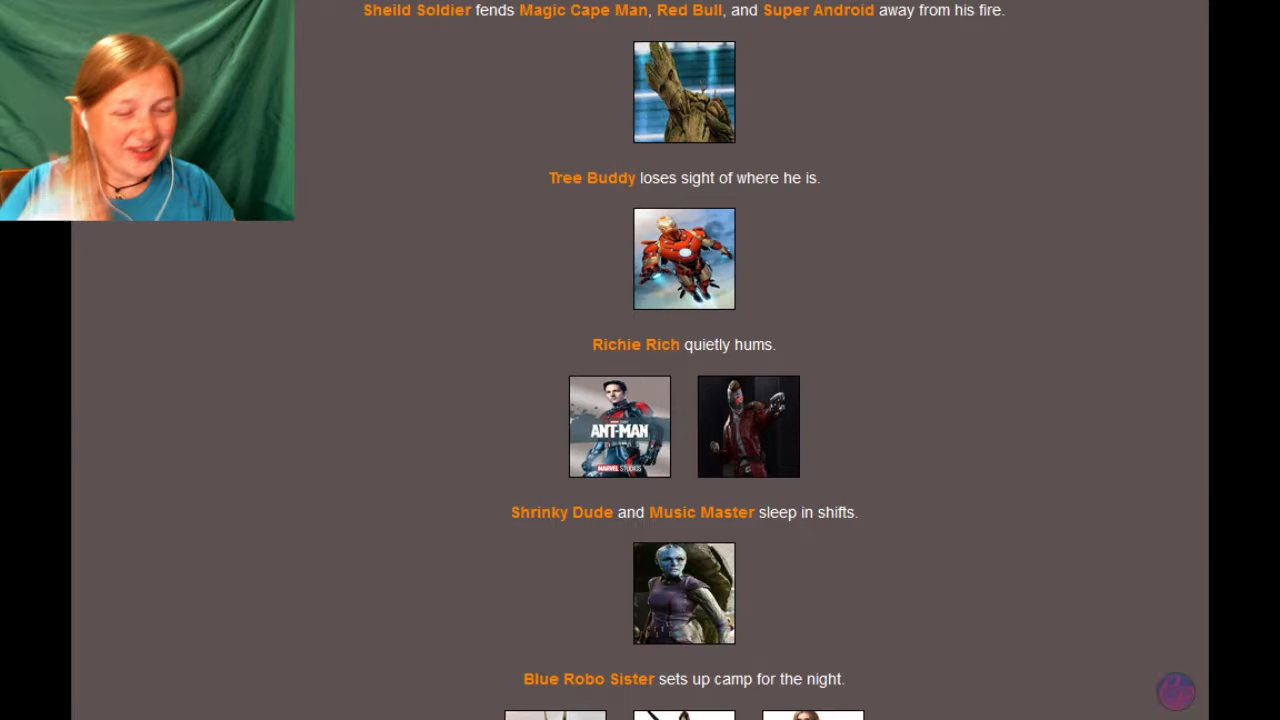 Sheild Soldier fends Magic Cape Man, Red Bull, and Super Android away from his fire.
Tree Buddy loses sight of where he is.
Richie Rich quietly hums.
ANT-MAN
MARVEL STUDIOS
Shrinky Dude and Music Master sleep in shifts.
Blue Robo Sister sets up camp for the night.